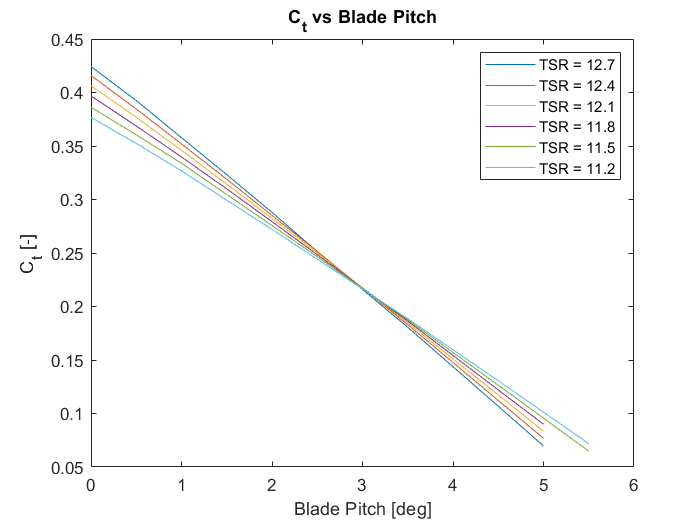 C_t vs Blade Pitch
0.45
0.4
0.35
0.3
0.25
0.2
0.15
0.1
0.05
C_t [-]
TSR = 12.7
TSR = 12.4
TSR = 12.1
TSR = 11.8
TSR = 11.5
TSR = 11.2
0 1 2 3 4 5 6
Blade Pitch [deg]